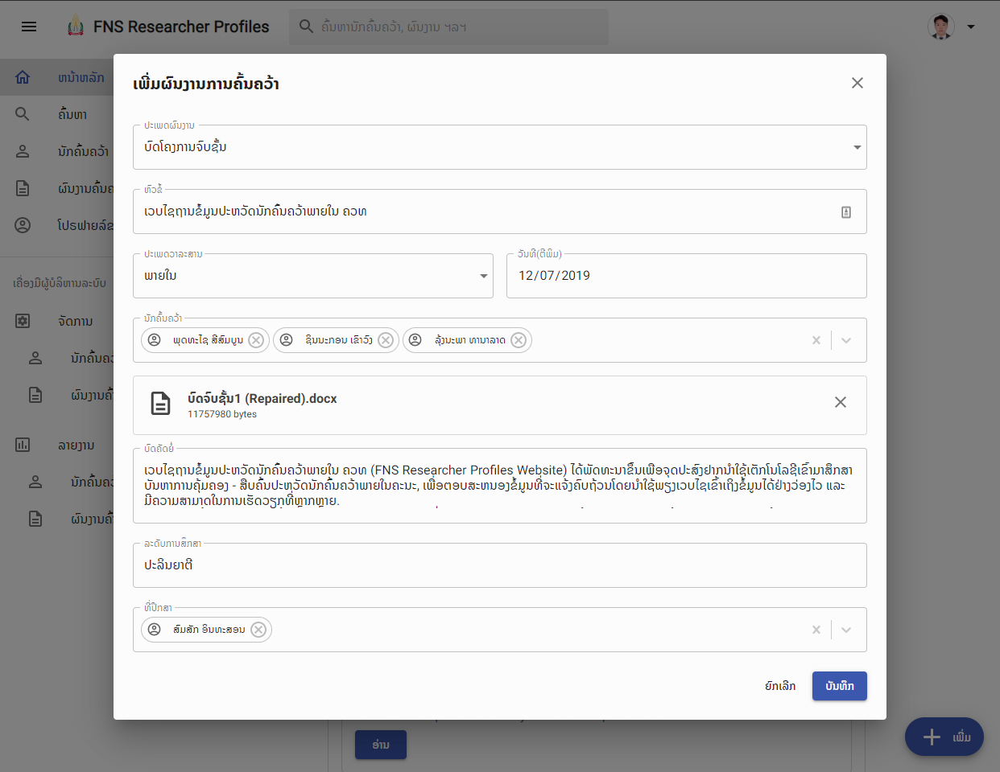 FNS Researcher Profiles
ຄົ້ນຫານັກຄົ້ນຄວ້າ, ຜົນງານ ຯລຯ
ໜ້າຫລັກ
ຄົ້ນຫາ
ນັກຄົ້ນຄວ້າ
ຜົນງານຄົ້ນຄ
ໂປຣຟາຍລ໌ຂ
ເຄື່ອງມືຜູ້ບໍລິຫານລະບົບ
ຈັດການ
ນັກຄົ້ນຄວ
ຜົນງານຄົ້
ລາຍງານ
ນັກຄົ້ນຄວ
ຜົນງານຄົ້
ເພີ່ມຜົນງານການຄົ້ນຄວ້າ
ປະເພດຜົນງານ
ບົດໂຄງການຈົບຊັ້ນ
ຫົວຂໍ້
ເວບໄຊຖານຂໍ້ມູນປະຫວັດນັກຄົ້ນຄວ້າພາຍໃນ ຄວທ
ປະເພດວາລະສານ
ພາຍໃນ
ວັນທີ(ຕີພິມ)
12/07/2019
ນັກຄົ້ນຄວ້າ
ພຸດທະໄຊ ສີສົມບູນ
ຊິນນະກອນ ເຂົາວົງ
ລຸ້ງນະພາ ທານາລາດ
ບົດຈົບຊັ້ນ1 (Repaired).docx
11757980 bytes
ບົດຄັດຍໍ່
ເວບໄຊຖານຂໍ້ມູນປະຫວັດນັກຄົ້ນຄວ້າພາຍໃນ ຄວທ (FNS Researcher Profiles Website) ໄດ້ພັດທະນາຂຶ້ນເພື່ອຈຸດປະສົງຢາກນຳໃຊ້ເຕັກໂນໂລຊີເຂົ້າມາສຶກສາ
ບັນຫາການຄຸ້ມຄອງ - ສືບຄົ້ນປະຫວັດນັກຄົ້ນຄວ້າພາຍໃນຄະນະ, ເພື່ອຕອບສະໜອງຂໍ້ມູນທີ່ຈະແຈ້ງຄົບຖ້ວນໂດຍນຳໃຊ້ພຽງເວບໄຊເຂົ້າເຖິງຂໍ້ມູນໄດ້ຢ່າງວ່ອງໄວ ແລະ
ມີຄວາມສາມາດໃນການເຮັດວຽກທີ່ຫຼາກຫຼາຍ.
ລະດັບການສຶກສາ
ປະລິນຍາຕີ
ທີ່ປຶກສາ
ສົມສັກ ອິນທະສອນ
ຍົກເລີກ
ບັນທຶກ
ອ່ານ
ເພີ່ມ